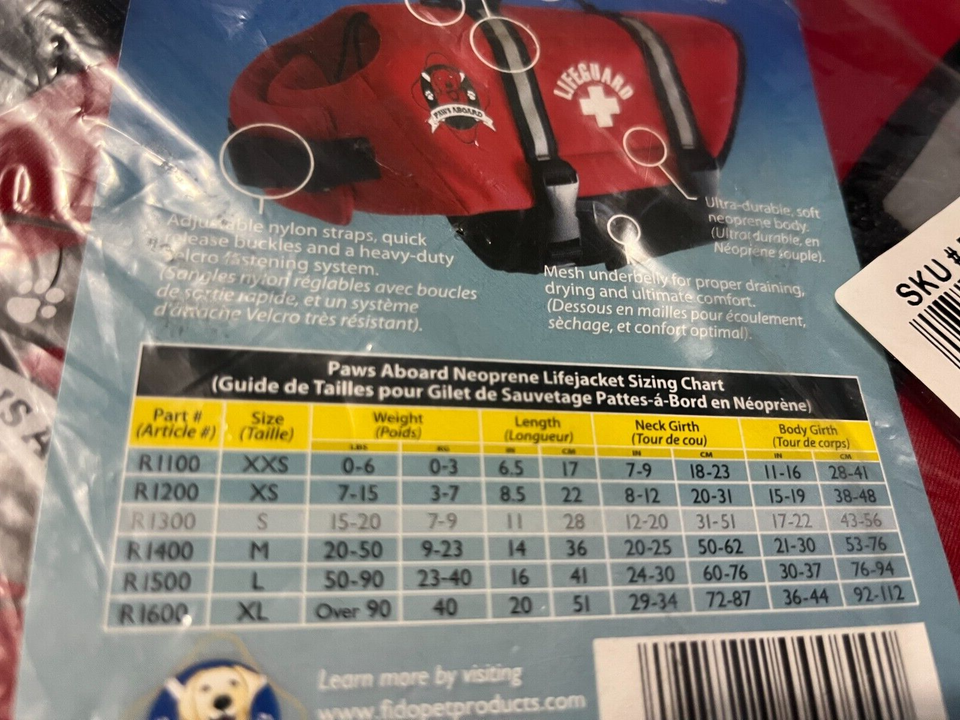 PAWS ABOARD
LIFEGUARD
Adjustable nylon straps, quick
release buckles and a heavy-duty
Velcro fastening system.
(Sangles nylon réglables avec boucles
de sortie rapide, et un système
d'attache Velcro très résistant).
Ultra-durable, soft
neoprene body.
(Ultra durable, en
Néoprène souple).
Mesh underbelly for proper draining,
drying and ultimate comfort.
(Dessous en mailles pour écoulement,
sèchage, et confort optimal).
SKU #
Paws Aboard Neoprene Lifejacket Sizing Chart
(Guide de Tailles pour Gilet de Sauvetage Pattes-á-Bord en Néoprène)
Part # Size Weight Length Neck Girth Body Girth
(Article #) (Taille) (Poids) (Longueur) (Tour de cou) (Tour de corps)
LBS KG IN CM IN CM IN CM
R1100 XXS 0-6 0-3 6.5 17 7-9 18-23 11-16 28-41
R1200 XS 7-15 3-7 8.5 22 8-12 20-31 15-19 38-48
R1300 S 15-20 7-9 11 28 12-20 31-51 17-22 43-56
R1400 M 20-50 9-23 14 36 20-25 50-62 21-30 53-76
R1500 L 50-90 23-40 16 41 24-30 60-76 30-37 76-94
R1600 XL Over 90 40 20 51 29-34 72-87 36-44 92-112
Learn more by visiting
www.fidopetproducts.com